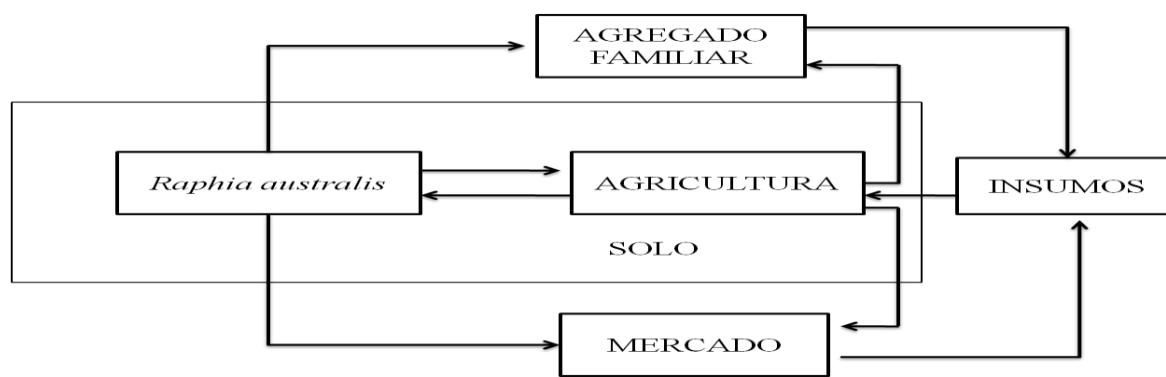 AGREGADO
FAMILIAR
Raphia australis
AGRICULTURA
INSUMOS
SOLO
MERCADO